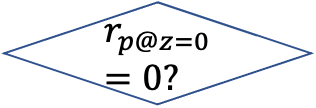 r_{p@z=0}
= 0?